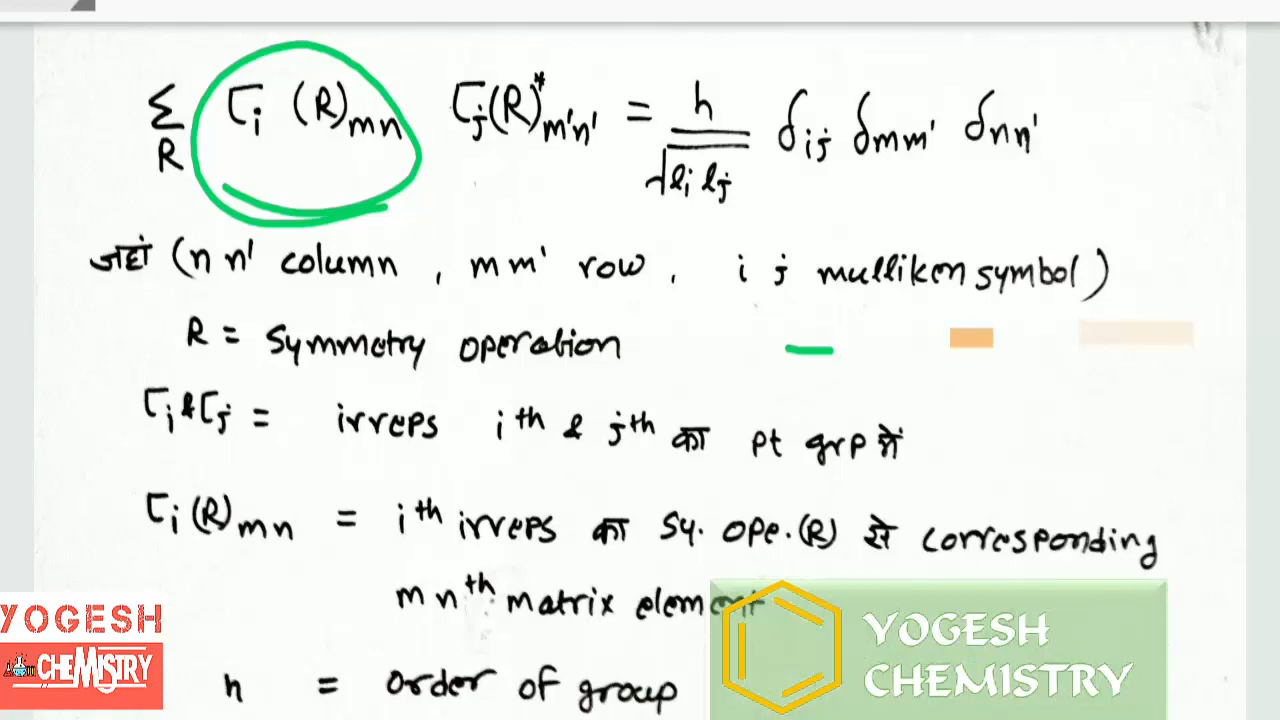 Σ Γi (R)mn Γj(R)*m'n' = h δij δmm' δnn'
R √li lj
जहां (n n' column , m m' row , i j mulliken symbol )
R = Symmetry operation
Γi & Γj = irreps ith & jth का pt grp में
Γi (R)mn = ith irreps का sy. ope. (R) से corresponding
mnth matrix element
h = order of group
YOGESH
CHEMISTRY
YOGESH
CHEMISTRY